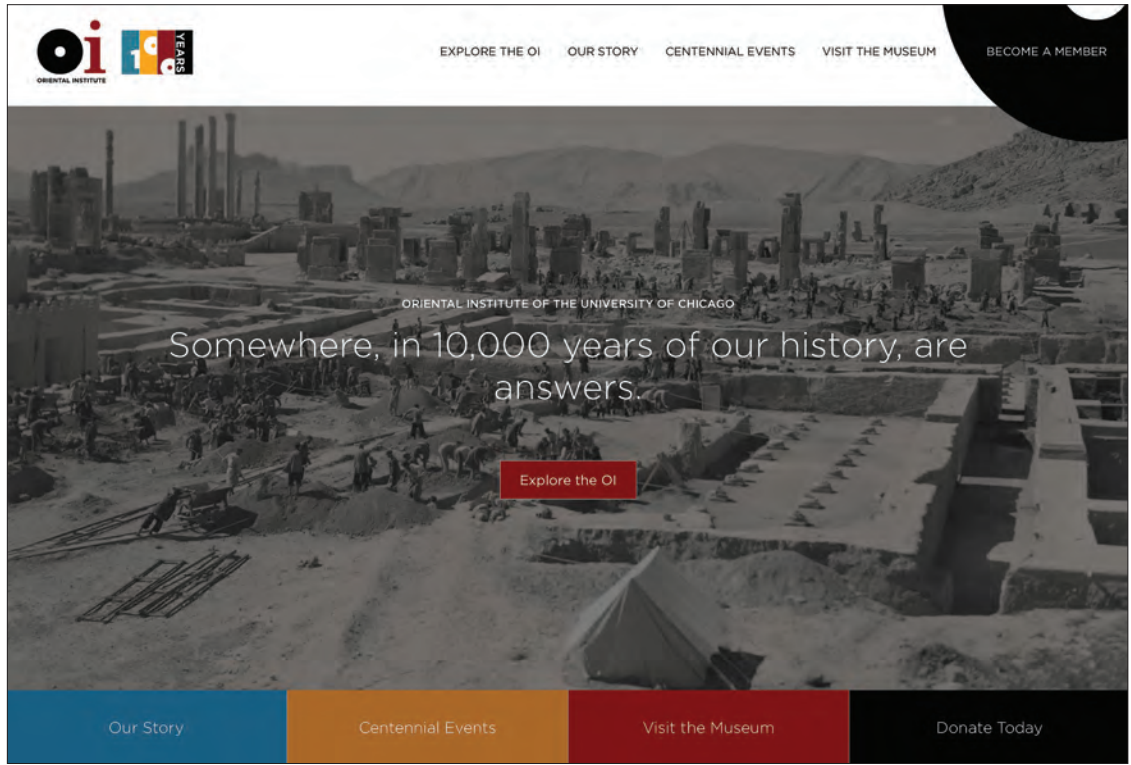 oi
ORIENTAL INSTITUTE
100
YEARS
EXPLORE THE OI
OUR STORY
CENTENNIAL EVENTS
VISIT THE MUSEUM
BECOME A MEMBER
ORIENTAL INSTITUTE OF THE UNIVERSITY OF CHICAGO
Somewhere, in 10,000 years of our history, are
answers.
Explore the OI
Our Story
Centennial Events
Visit the Museum
Donate Today